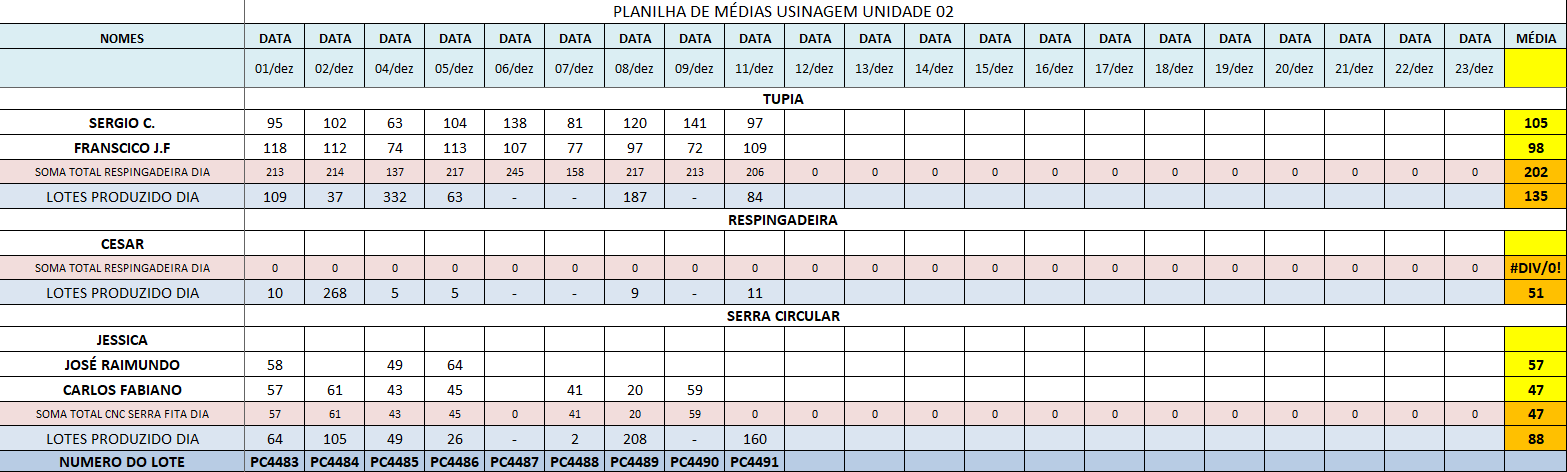 PLANILHA DE MÉDIAS USINAGEM UNIDADE 02
NOMES DATA DATA DATA DATA DATA DATA DATA DATA DATA DATA DATA DATA DATA DATA DATA DATA DATA DATA DATA DATA DATA MÉDIA
01/dez 02/dez 04/dez 05/dez 06/dez 07/dez 08/dez 09/dez 11/dez 12/dez 13/dez 14/dez 15/dez 16/dez 17/dez 18/dez 19/dez 20/dez 21/dez 22/dez 23/dez
TUPIA
SERGIO C. 95 102 63 104 138 81 120 141 97 105
FRANSCICO J.F 118 112 74 113 107 77 97 72 109 98
SOMA TOTAL RESPINGADEIRA DIA 213 214 137 217 245 158 217 213 206 0 0 0 0 0 0 0 0 0 0 0 0 202
LOTES PRODUZIDO DIA 109 37 332 63 - - 187 - 84 135
RESPINGADEIRA
CESAR
SOMA TOTAL RESPINGADEIRA DIA 0 0 0 0 0 0 0 0 0 0 0 0 0 0 0 0 0 0 0 0 0 #DIV/0!
LOTES PRODUZIDO DIA 10 268 5 5 - - 9 - 11 51
SERRA CIRCULAR
JESSICA
JOSÉ RAIMUNDO 58 49 64 57
CARLOS FABIANO 57 61 43 45 41 20 59 47
SOMA TOTAL CNC SERRA FITA DIA 57 61 43 45 0 41 20 59 0 0 0 0 0 0 0 0 0 0 0 0 0 47
LOTES PRODUZIDO DIA 64 105 49 26 - 2 208 - 160 88
NUMERO DO LOTE PC4483 PC4484 PC4485 PC4486 PC4487 PC4488 PC4489 PC4490 PC4491